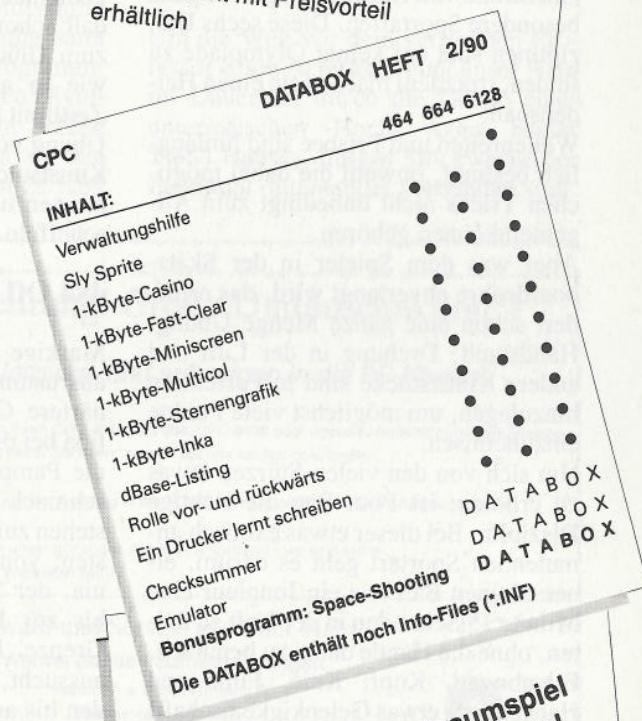 mit Preisvorteil
erhältlich
DATABOX HEFT 2/90
CPC 464 664 6128
INHALT:
Verwaltungshilfe
Sly Sprite
1-kByte-Casino
1-kByte-Fast-Clear
1-kByte-Miniscreen
1-kByte-Multicol
1-kByte-Sternengrafik
1-kByte-Inka
dBase-Listing
Rolle vor- und rückwärts
Ein Drucker lernt schreiben
Checksummer DATABOX
Emulator DATABOX
Bonusprogramm: Space-Shooting DATABOX
Die DATABOX enthält noch Info-Files (*.INF)
umspiel